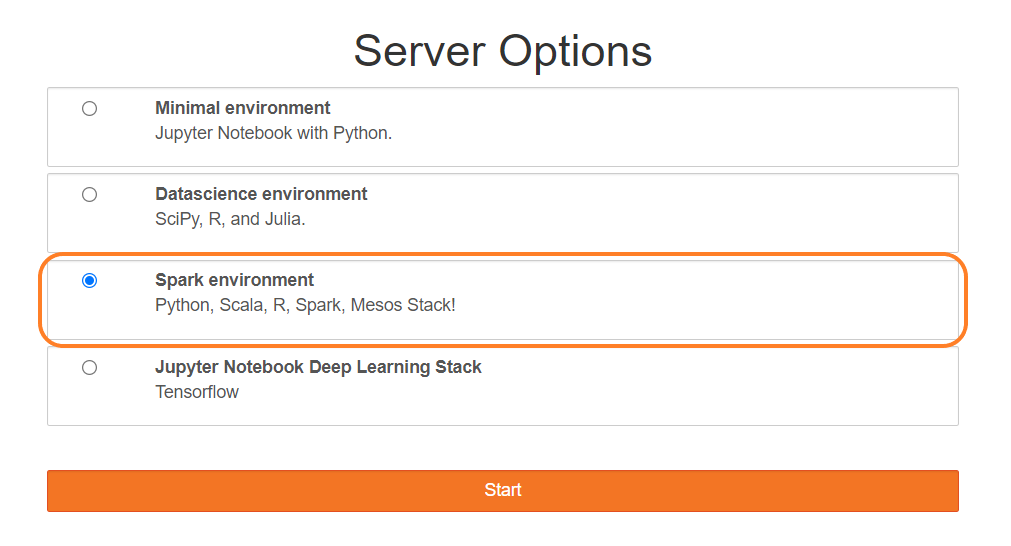 Server Options
Minimal environment
Jupyter Notebook with Python.
Datascience environment
SciPy, R, and Julia.
Spark environment
Python, Scala, R, Spark, Mesos Stack!
Jupyter Notebook Deep Learning Stack
Tensorflow
Start